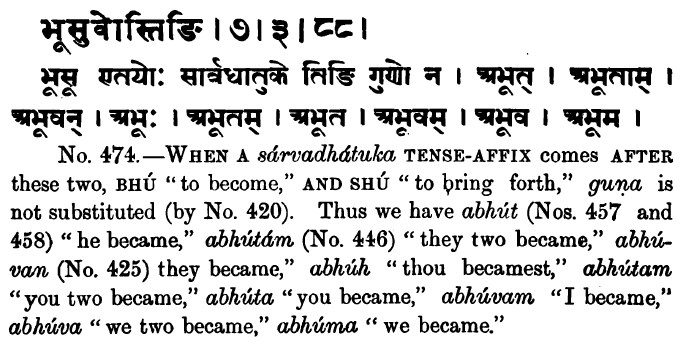 भूसुवोस्तिङि । ७ । ३ । ८८ ।
भूसू एतयोः सार्वधातुके तिङि गुणो न । अभूत् । अभूताम् ।
अभूवन् । अभूः । अभूतम् । अभूत । अभूवम् । अभूव । अभूम ।
No. 474.—WHEN A sárvadhátuka TENSE-AFFIX comes AFTER
these two, BHÚ “to become,” AND SHÚ “to bring forth,” guṇa is
not substituted (by No. 420). Thus we have abhút (Nos. 457 and
458) “he became,” abhútám (No. 446) “they two became,” abhú-
van (No. 425) they became,” abhúh “thou becamest,” abhútam
“you two became,” abhúta “you became,” abhúvam “I became,”
abhúva “we two became,” abhúma “we became.”